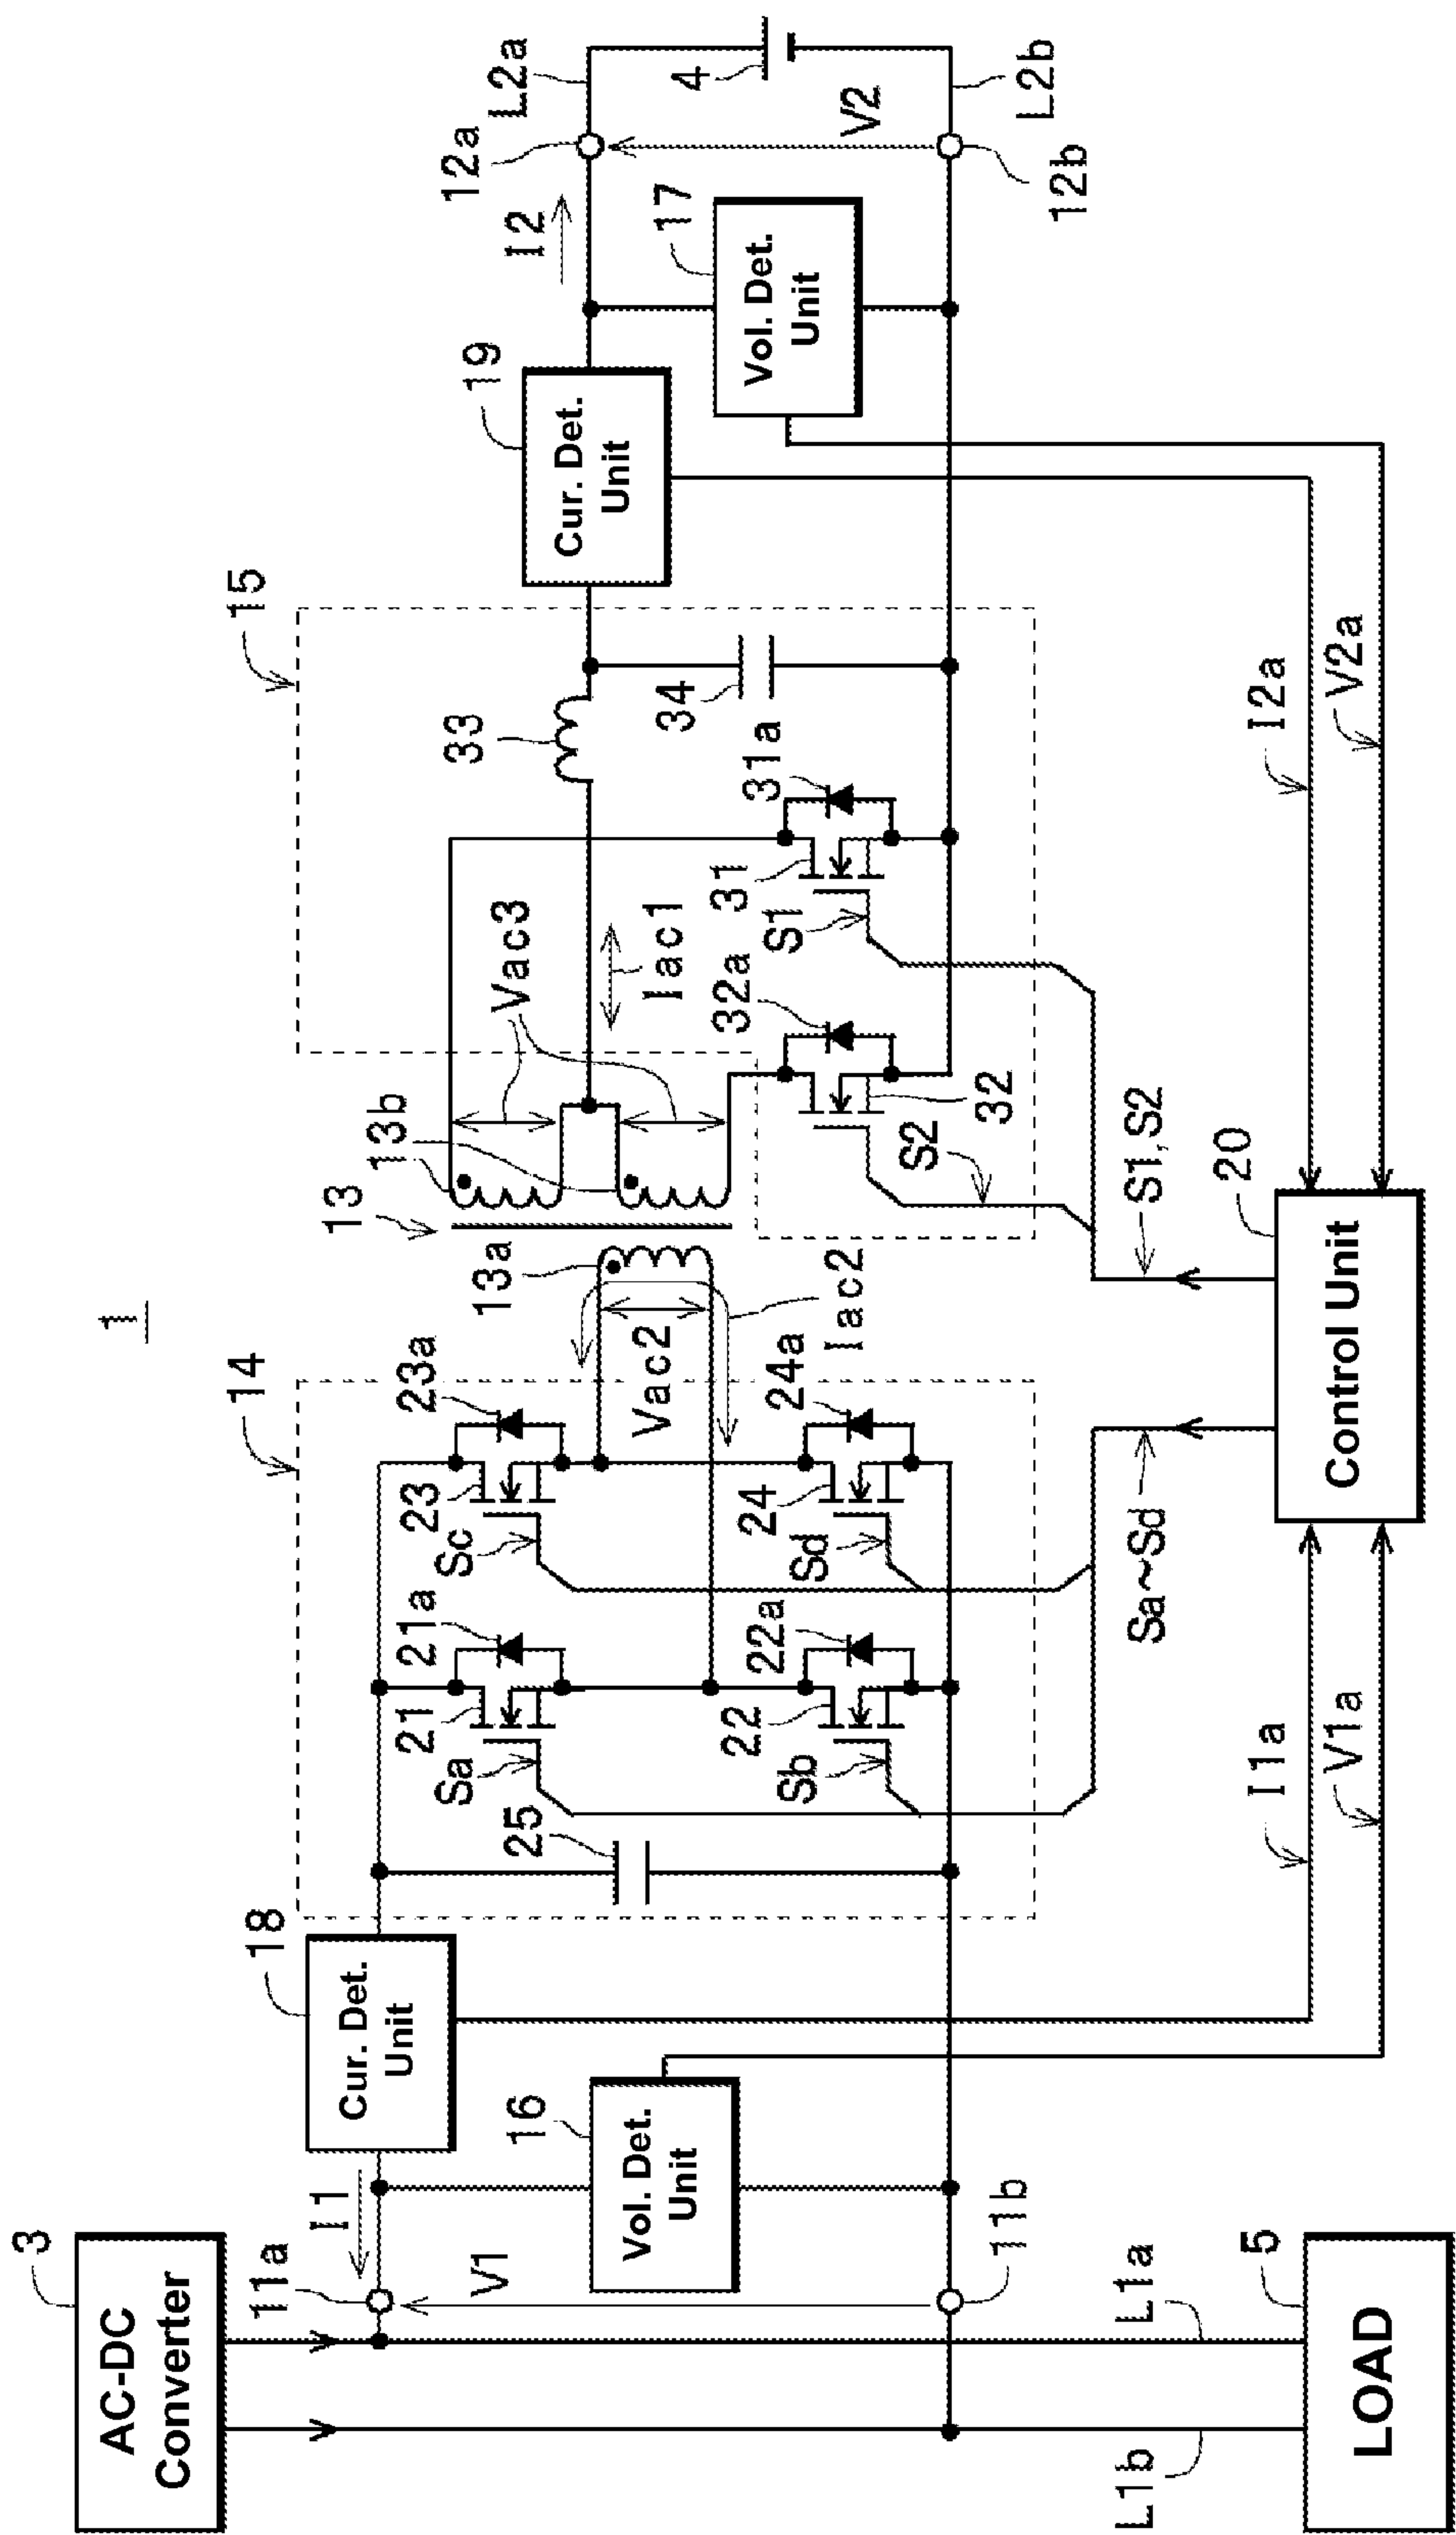 1
3
AC-DC
Converter
11a
I1
V1
11b
16
Vol. Det.
Unit
18
Cur. Det.
Unit
L1a
L1b
5
LOAD
14
25
21
21a
Sa
22
22a
Sb
23
23a
Sc
24
24a
Sd
Vac2
Iac2
13
13a
13b
Vac3
Iac1
15
33
34
31
31a
S1
32
32a
S2
19
Cur. Det.
Unit
17
Vol. Det.
Unit
I2
12a
L2a
4
V2
12b
L2b
I1a
V1a
Sa~Sd
S1,S2
20
Control Unit
I2a
V2a